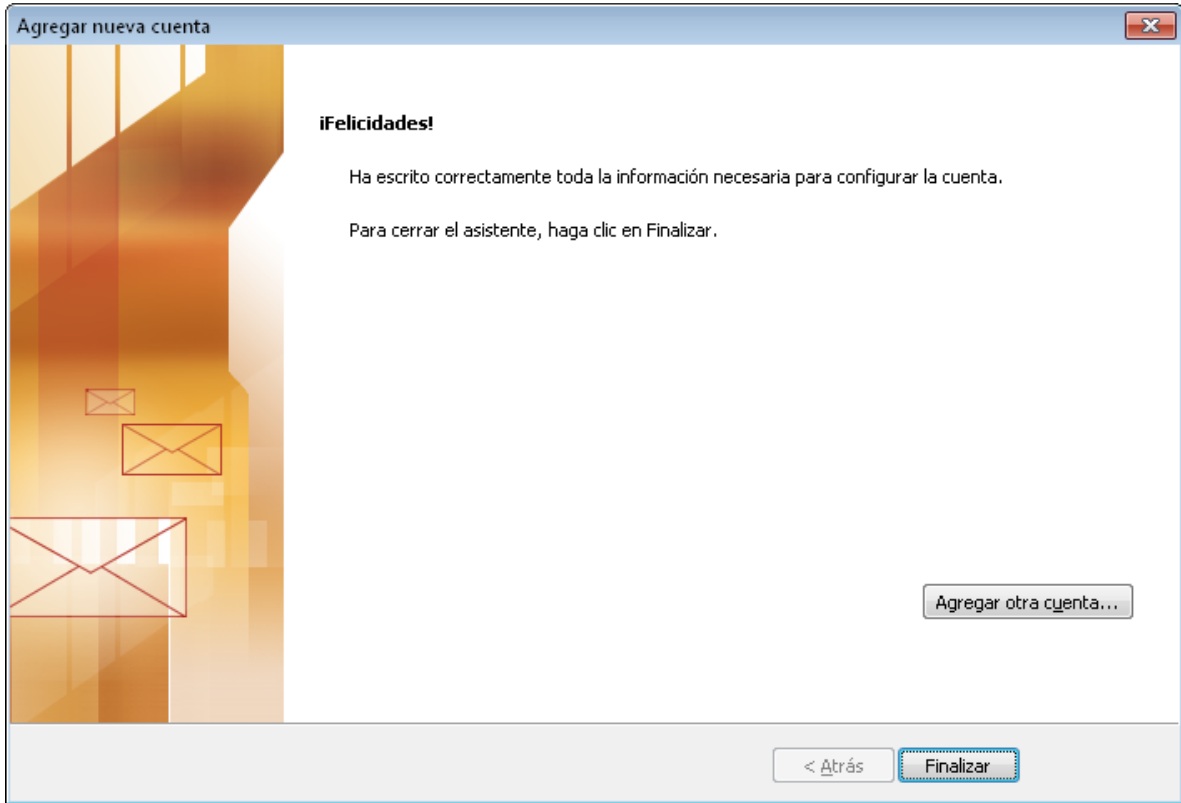 Agregar nueva cuenta
¡Felicidades!
Ha escrito correctamente toda la información necesaria para configurar la cuenta.
Para cerrar el asistente, haga clic en Finalizar.
Agregar otra cuenta...
< Atrás
Finalizar